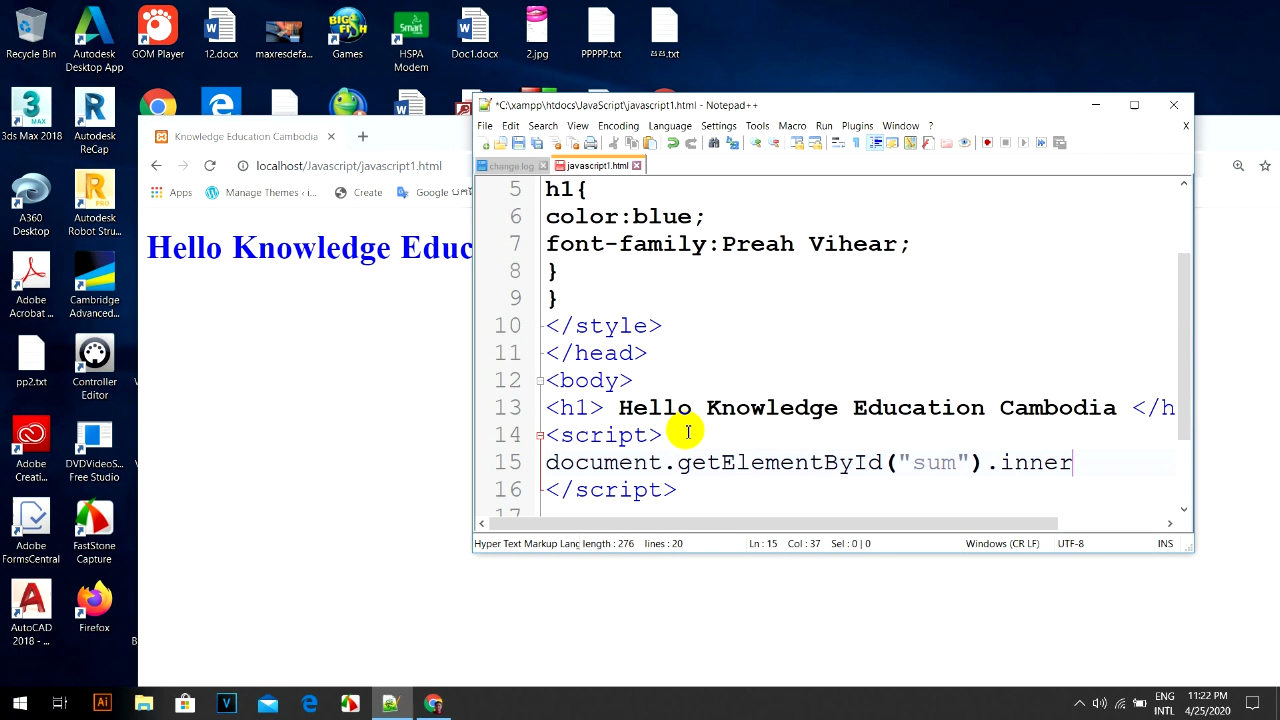 Recycle Bin
Autodesk Desktop App
GOM Player
12.docx
maxresdefa...
Games
HSPA Modem
Doc1.docx
2.jpg
PPPPP.txt
3ds Max 2018
Autodesk ReCap
A360 Desktop
Autodesk Robot Stru...
Adobe Acrobat ...
Cambridge Advanced...
pp2.txt
Controller Editor
Adobe Creati...
DVDVideoS... Free Studio
Adobe FormsCentral
FastStone Capture
AutoCAD 2018 - ...
Firefox
Knowledge Education Cambodia
localhost/Javascript/javascript1.html
Apps
Manage Themes ‹...
Create
Google
Hello Knowledge Educ
*C:\xampp\htdocs\JavaScript\javascript1.html - Notepad++
File Edit Search View Encoding Language Settings Tools Macro Run Plugins Window ? X
change.log
javascript1.html
5 h1{
6 color:blue;
7 font-family:Preah Vihear;
8 }
9 }
10 </style>
11 </head>
12 <body>
13 <h1> Hello Knowledge Education Cambodia </h
14 <script>
15 document.getElementById("sum").inner
16 </script>
17
Hyper Text Markup Lang length : 276 lines : 20 Ln : 15 Col : 37 Sel : 0 | 0 Windows (CR LF) UTF-8 INS
ENG 11:22 PM
INTL 4/25/2020